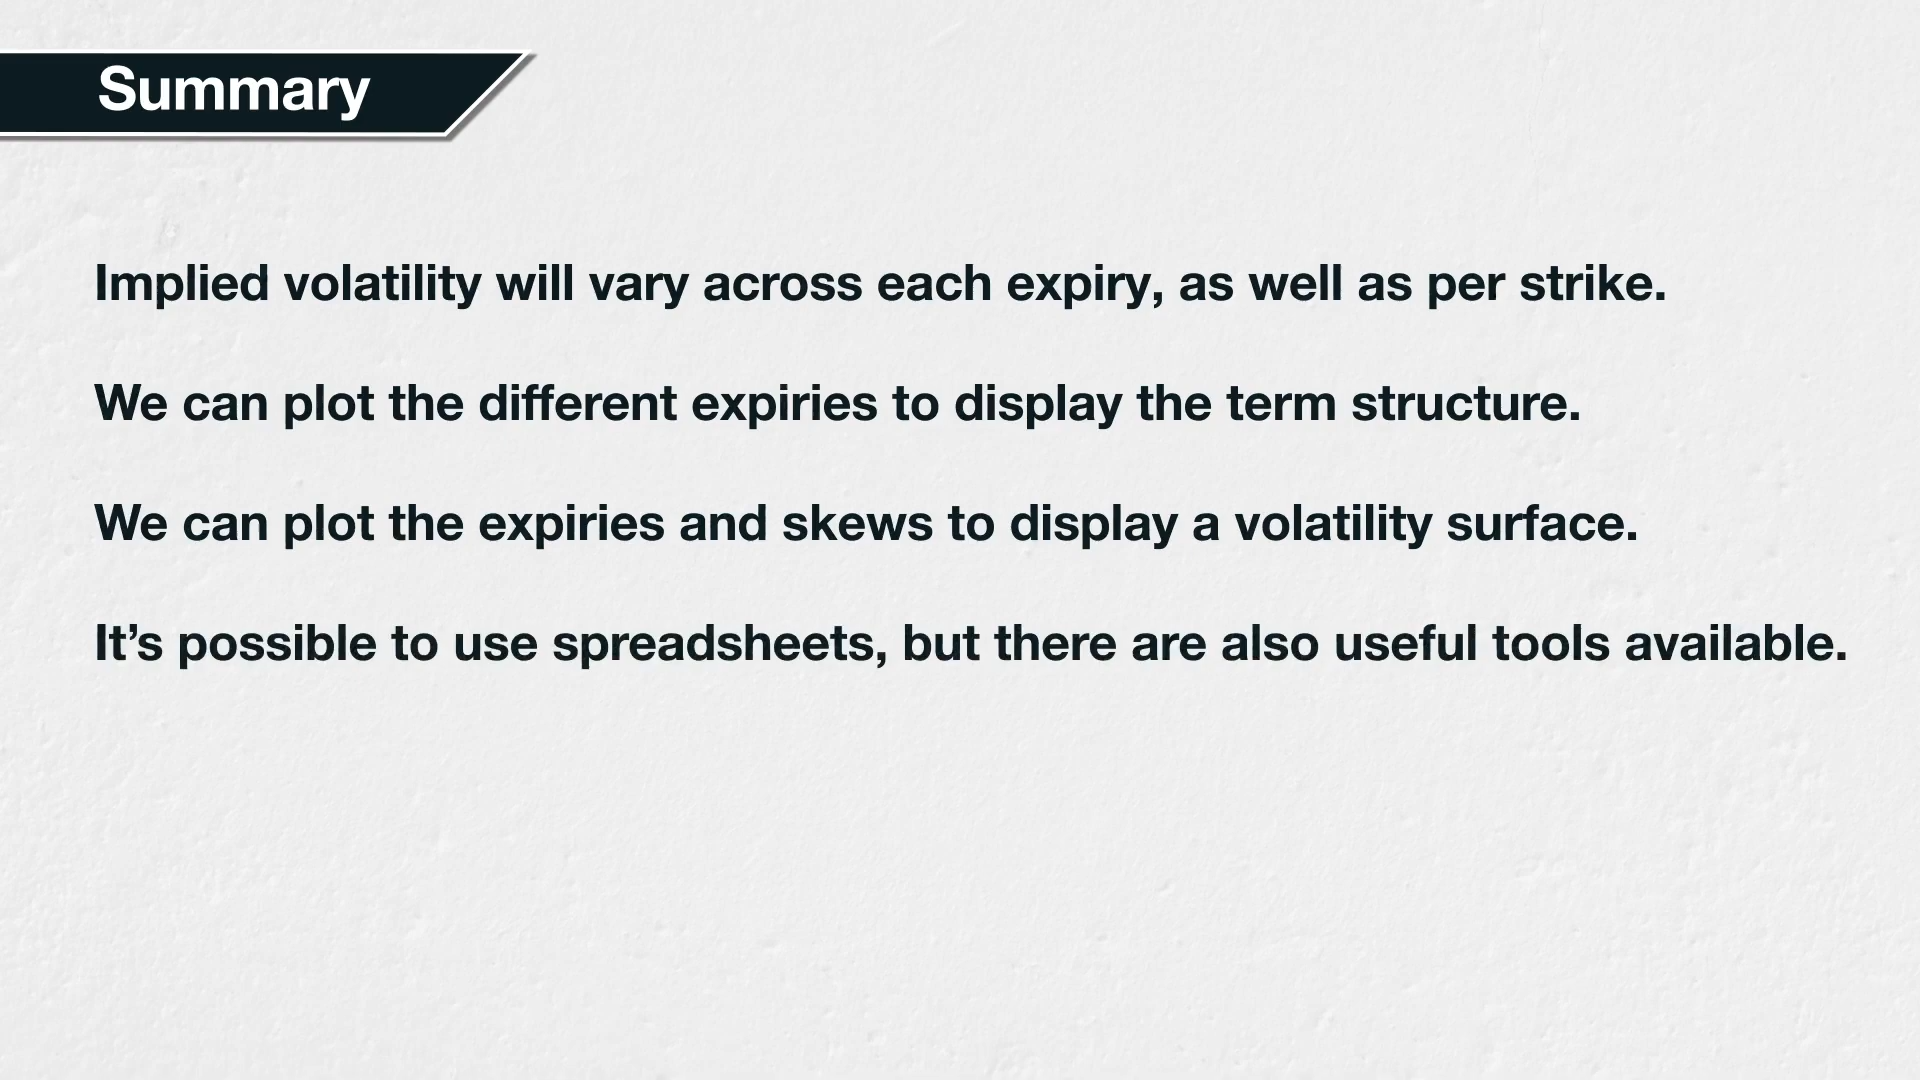 Summary
Implied volatility will vary across each expiry, as well as per strike.
We can plot the different expiries to display the term structure.
We can plot the expiries and skews to display a volatility surface.
It’s possible to use spreadsheets, but there are also useful tools available.